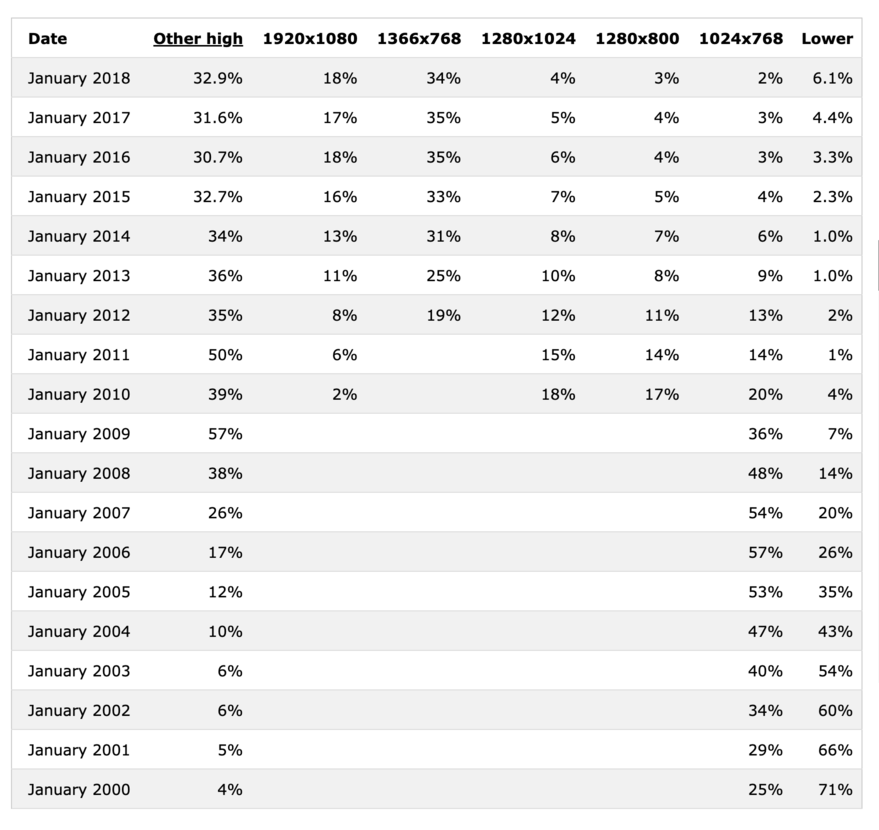 Date Other high 1920x1080 1366x768 1280x1024 1280x800 1024x768 Lower
January 2018 32.9% 18% 34% 4% 3% 2% 6.1%
January 2017 31.6% 17% 35% 5% 4% 3% 4.4%
January 2016 30.7% 18% 35% 6% 4% 3% 3.3%
January 2015 32.7% 16% 33% 7% 5% 4% 2.3%
January 2014 34% 13% 31% 8% 7% 6% 1.0%
January 2013 36% 11% 25% 10% 8% 9% 1.0%
January 2012 35% 8% 19% 12% 11% 13% 2%
January 2011 50% 6% 15% 14% 14% 1%
January 2010 39% 2% 18% 17% 20% 4%
January 2009 57% 36% 7%
January 2008 38% 48% 14%
January 2007 26% 54% 20%
January 2006 17% 57% 26%
January 2005 12% 53% 35%
January 2004 10% 47% 43%
January 2003 6% 40% 54%
January 2002 6% 34% 60%
January 2001 5% 29% 66%
January 2000 4% 25% 71%